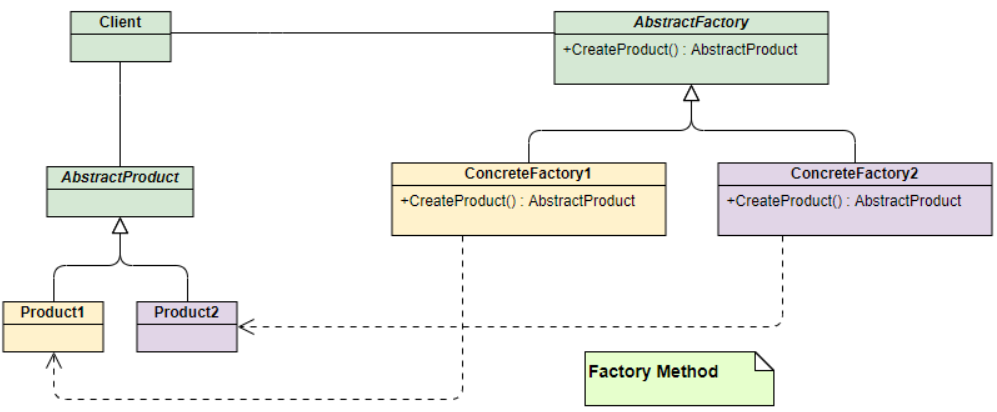 Client
AbstractFactory
+CreateProduct() : AbstractProduct
AbstractProduct
ConcreteFactory1
+CreateProduct() : AbstractProduct
ConcreteFactory2
+CreateProduct() : AbstractProduct
Product1
Product2
Factory Method